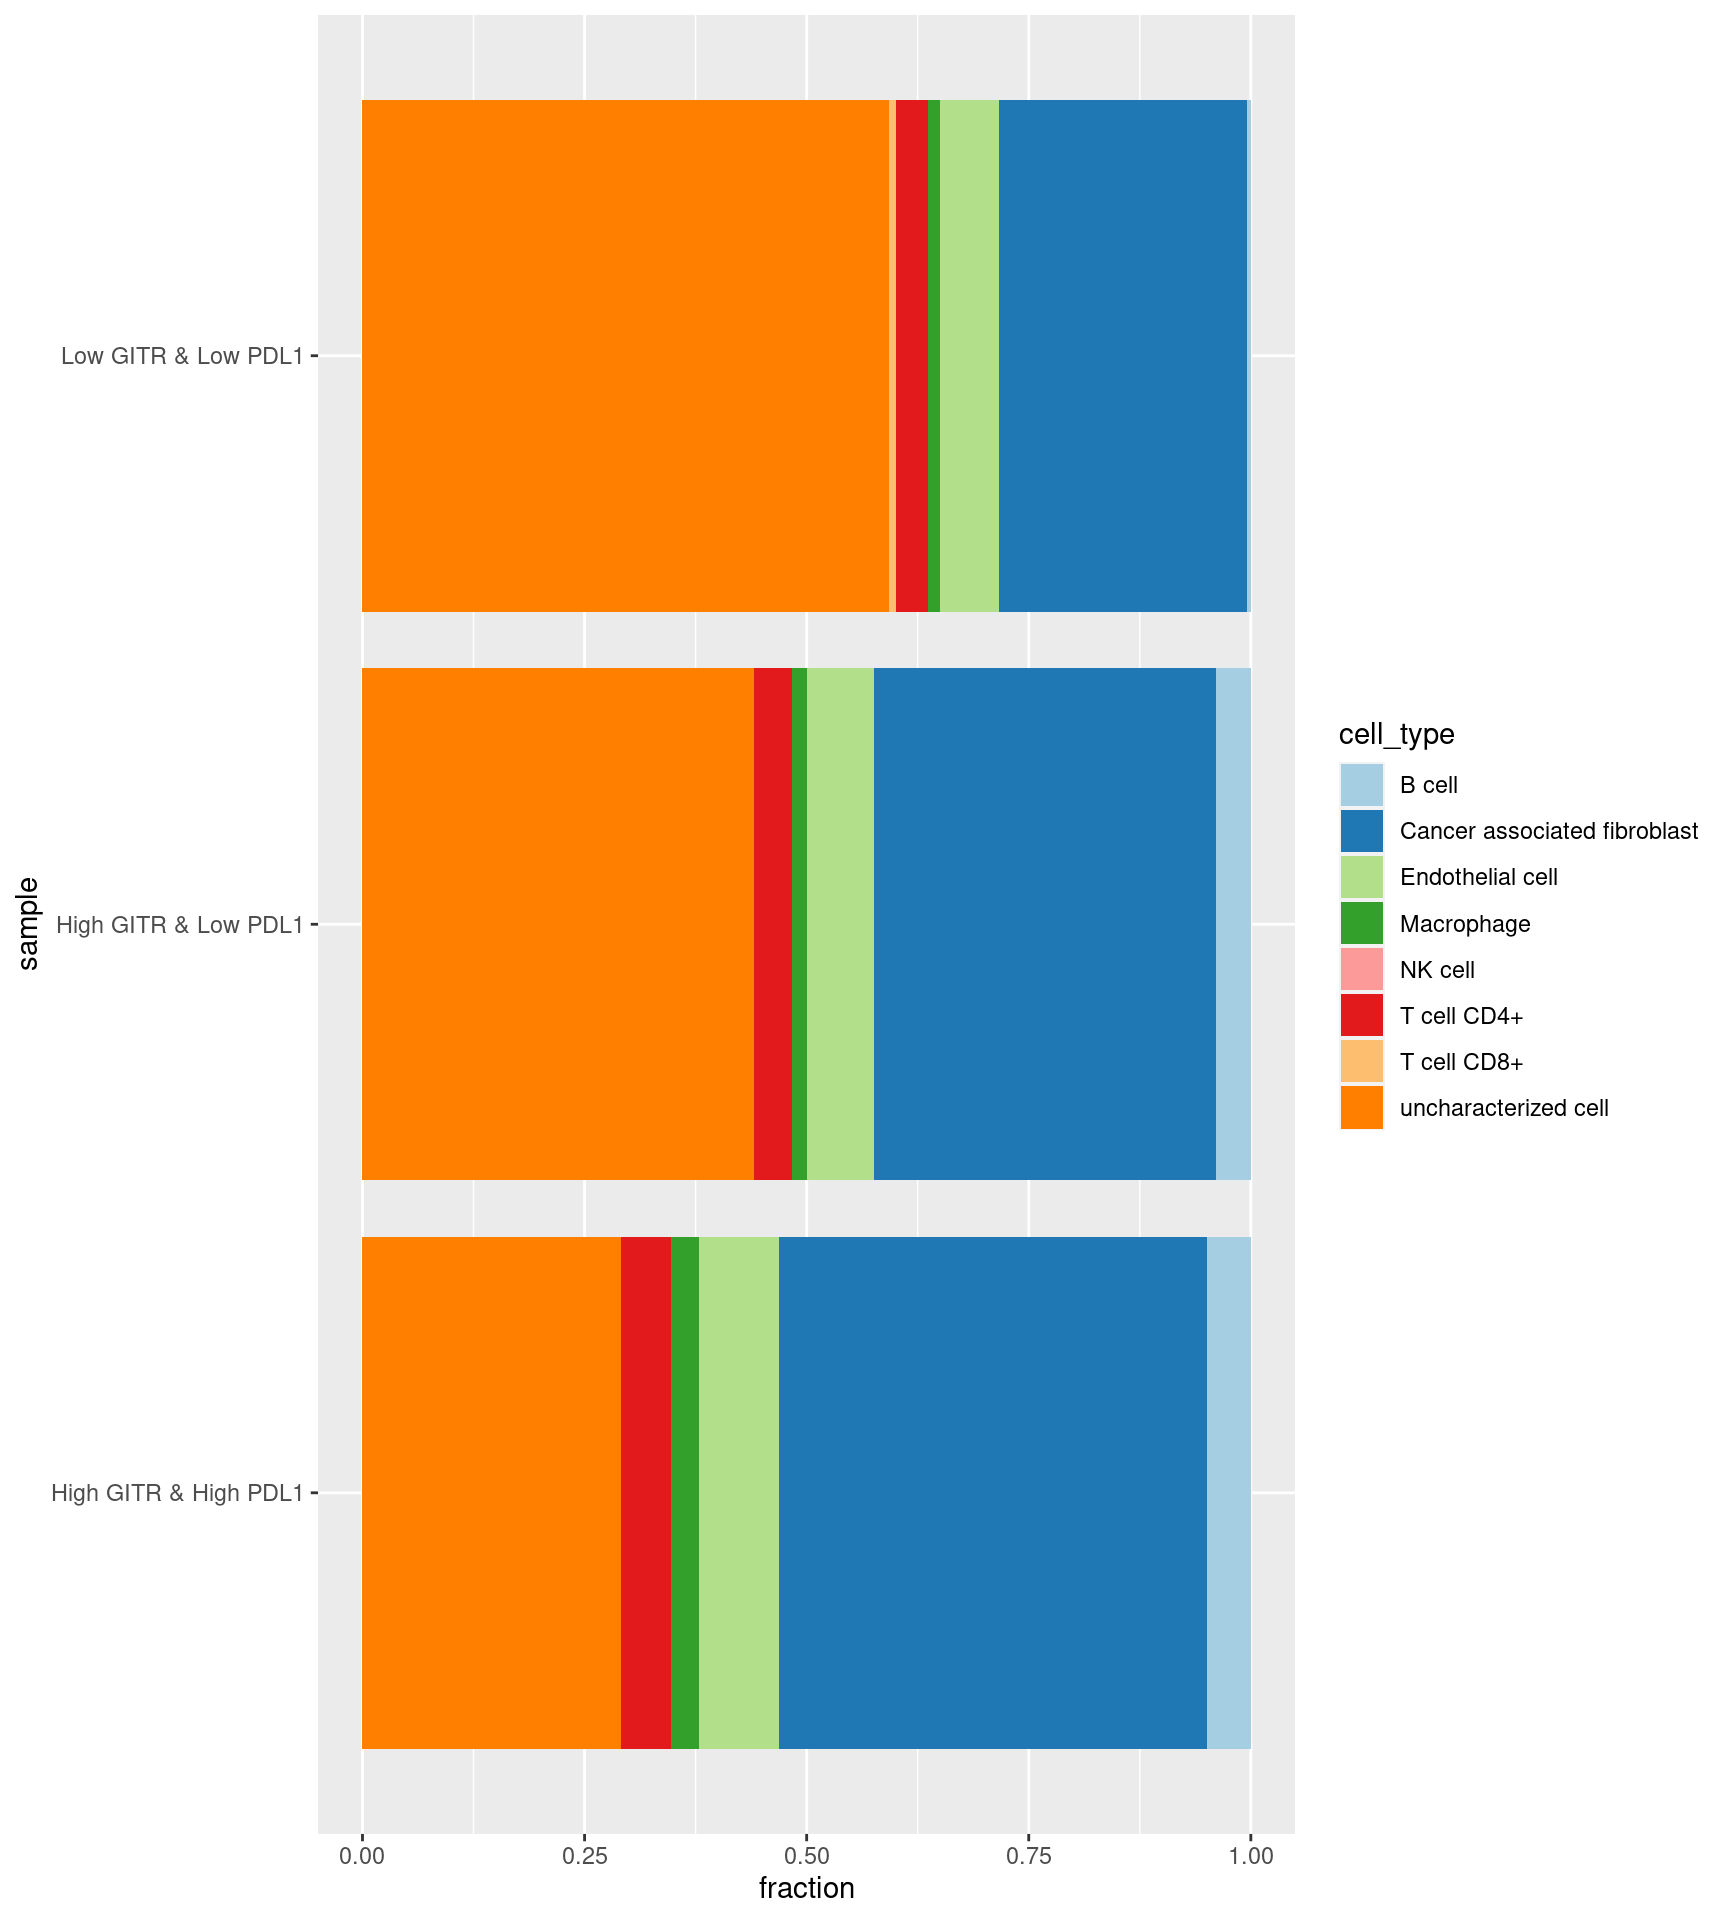 Low GITR & Low PDL1
High GITR & Low PDL1
High GITR & High PDL1
sample
0.00 0.25 0.50 0.75 1.00
fraction
cell_type
B cell
Cancer associated fibroblast
Endothelial cell
Macrophage
NK cell
T cell CD4+
T cell CD8+
uncharacterized cell